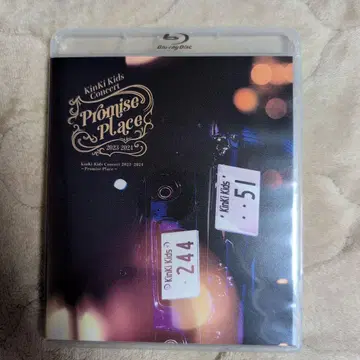 Blu-ray Disc
KinKi Kids
Concert
Promise
Place
2023-2024
KinKi Kids Concert 2023-2024
~Promise Place~
KinKi Kids
・・51
KinKi Kids
・244